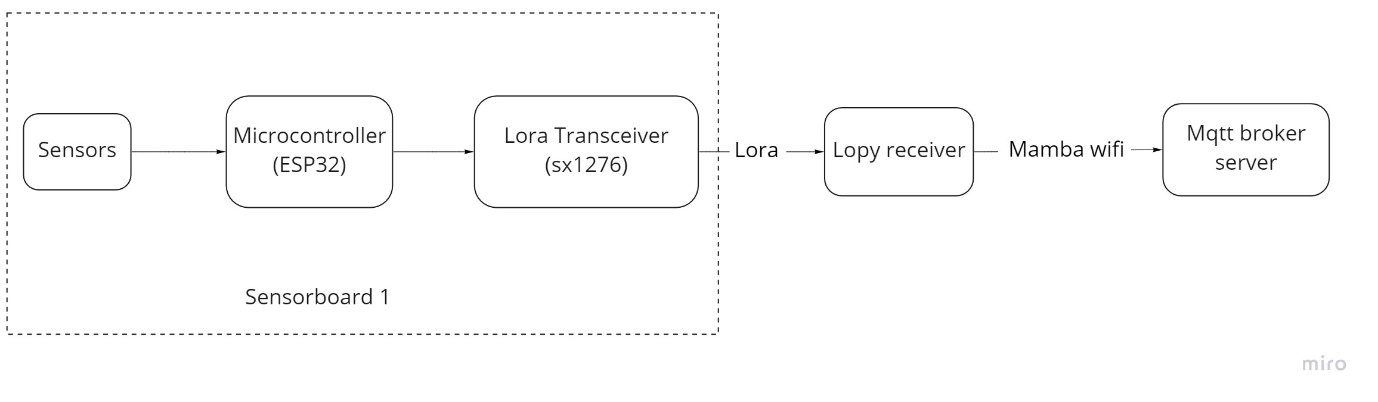 Sensors
Microcontroller
(ESP32)
Lora Transceiver
(sx1276)
Lora
Lopy receiver
Mamba wifi
Mqtt broker
server
Sensorboard 1
miro